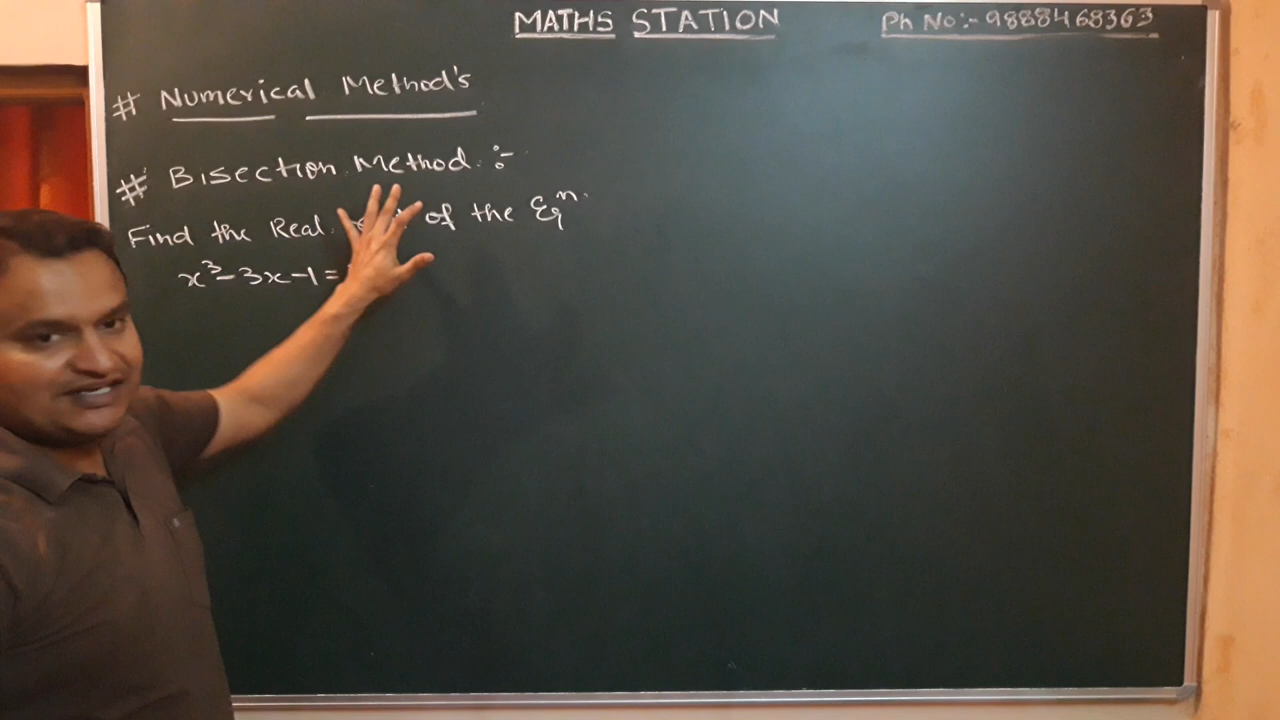 MATHS STATION
Ph No:- 9888468363
# Numerical Method's
# Bisection Method :-
Find the Real of the Eqn.
x³-3x-1=